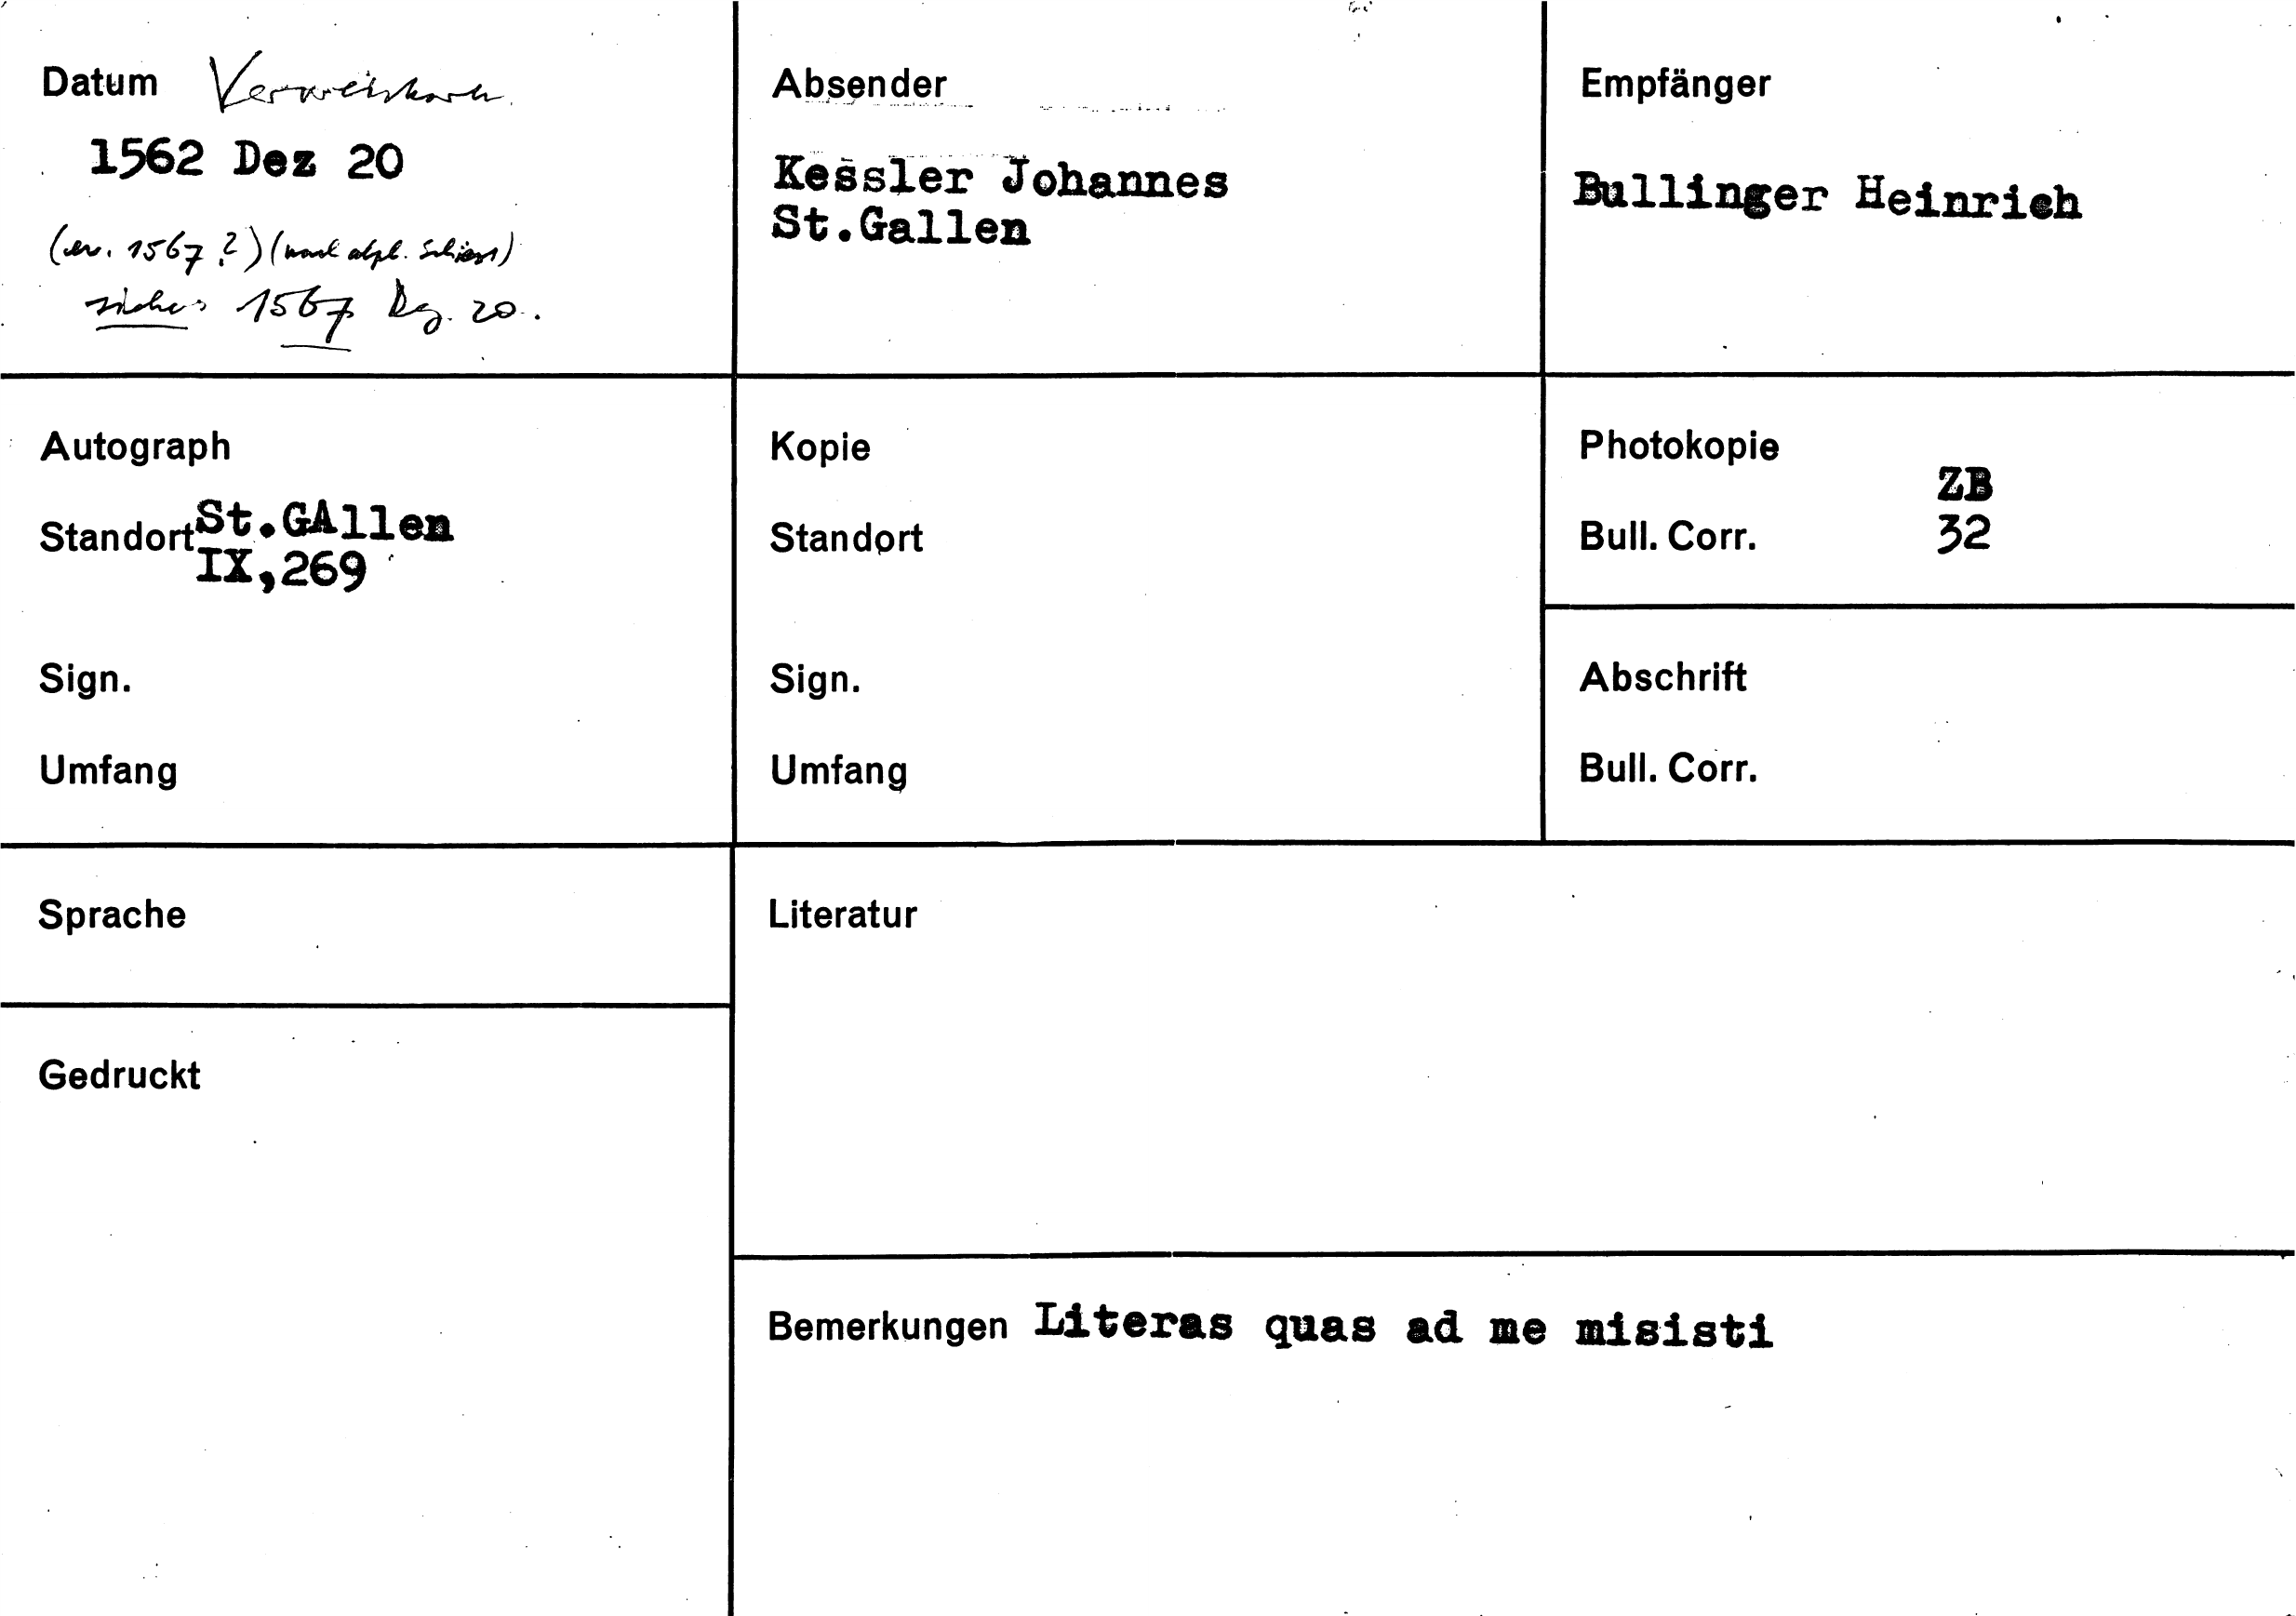 Datum Verweiskarte
1562 Dez 20
(ev. 1567?) (nach alph. Schiess)
sicher 1567 Dez. 20.
Absender
Kessler Johannes
St.Gallen
Empfänger
Bullinger Heinrich
Autograph
Standort St.GAllen
IX,269
Sign.
Umfang
Kopie
Standort
Sign.
Umfang
Photokopie
ZB
Bull. Corr. 32
Abschrift
Bull. Corr.
Sprache
Gedruckt
Literatur
Bemerkungen Literas quas ad me misisti